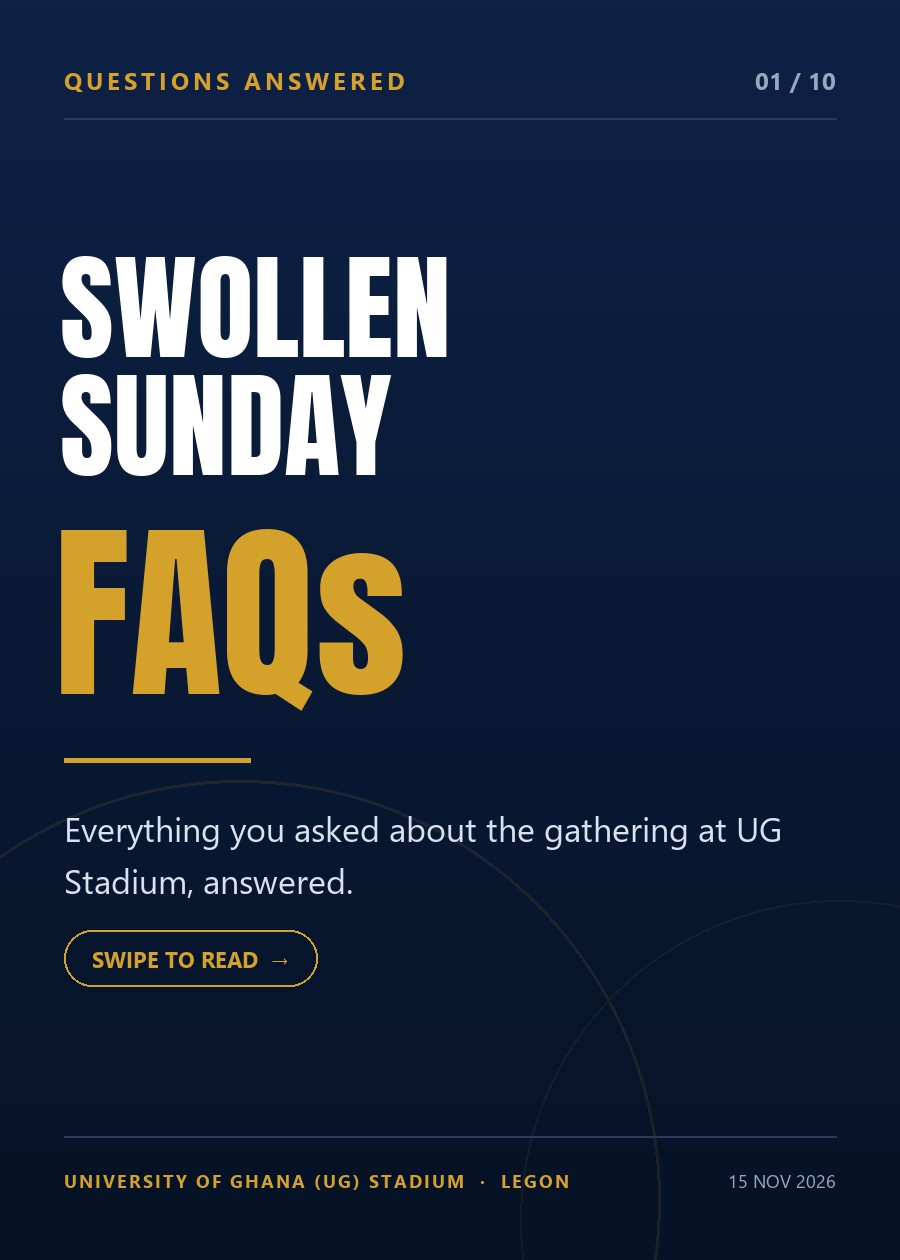 QUESTIONS ANSWERED
01 / 10
SWOLLEN
SUNDAY
FAQs
Everything you asked about the gathering at UG
Stadium, answered.
SWIPE TO READ →
UNIVERSITY OF GHANA (UG) STADIUM · LEGON
15 NOV 2026